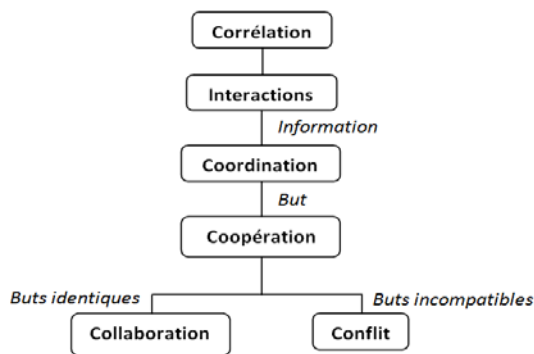 Corrélation
Interactions
Information
Coordination
But
Coopération
Buts identiques
Buts incompatibles
Collaboration
Conflit